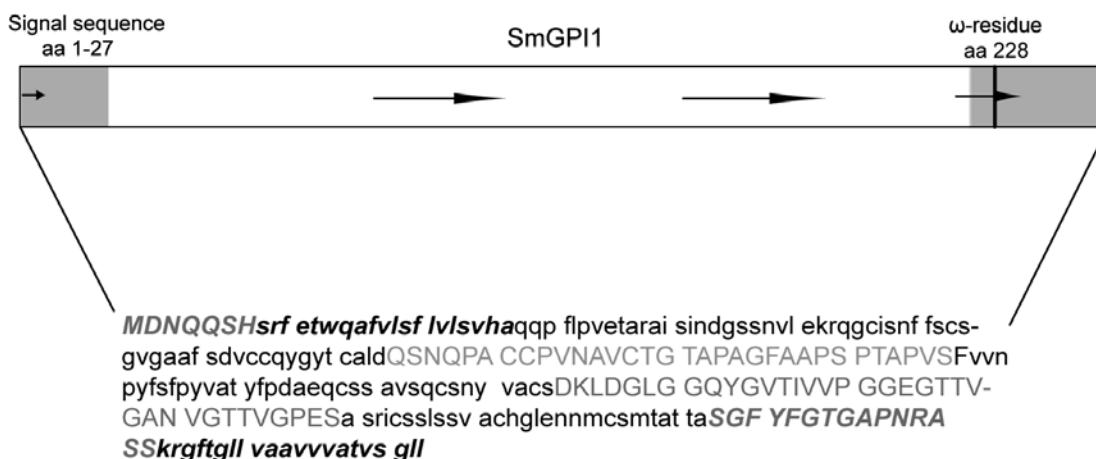 Signal sequence
aa 1-27
SmGPI1
ω-residue
aa 228
MDNQQSHsrf etwqafvlsf lvlsvhaqqp flpvetarai sindgssnvl ekrqgcisnf fscs-
gvgaaf sdvccqygyt caldQSNQPA CCPVNAVCTG TAPAGFAAPS PTAPVSFvvn
pyfsfpyvat yfpdaeqcss avsqcsny vacsDKLDGLG GQYGVTIVVP GGEGTTV-
GAN VGTTVGPESa sricsslssv achglennmcsmtat taSGF YFGTGAPNRA
SSkrgftgll vaavvvatvs gll